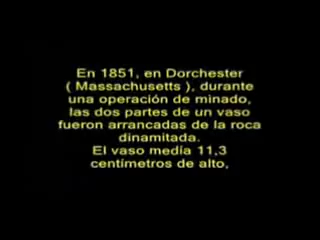 En 1851, en Dorchester
( Massachusetts ), durante
una operación de minado,
las dos partes de un vaso
fueron arrancadas de la roca
dinamitada.
El vaso medía 11,3
centímetros de alto,